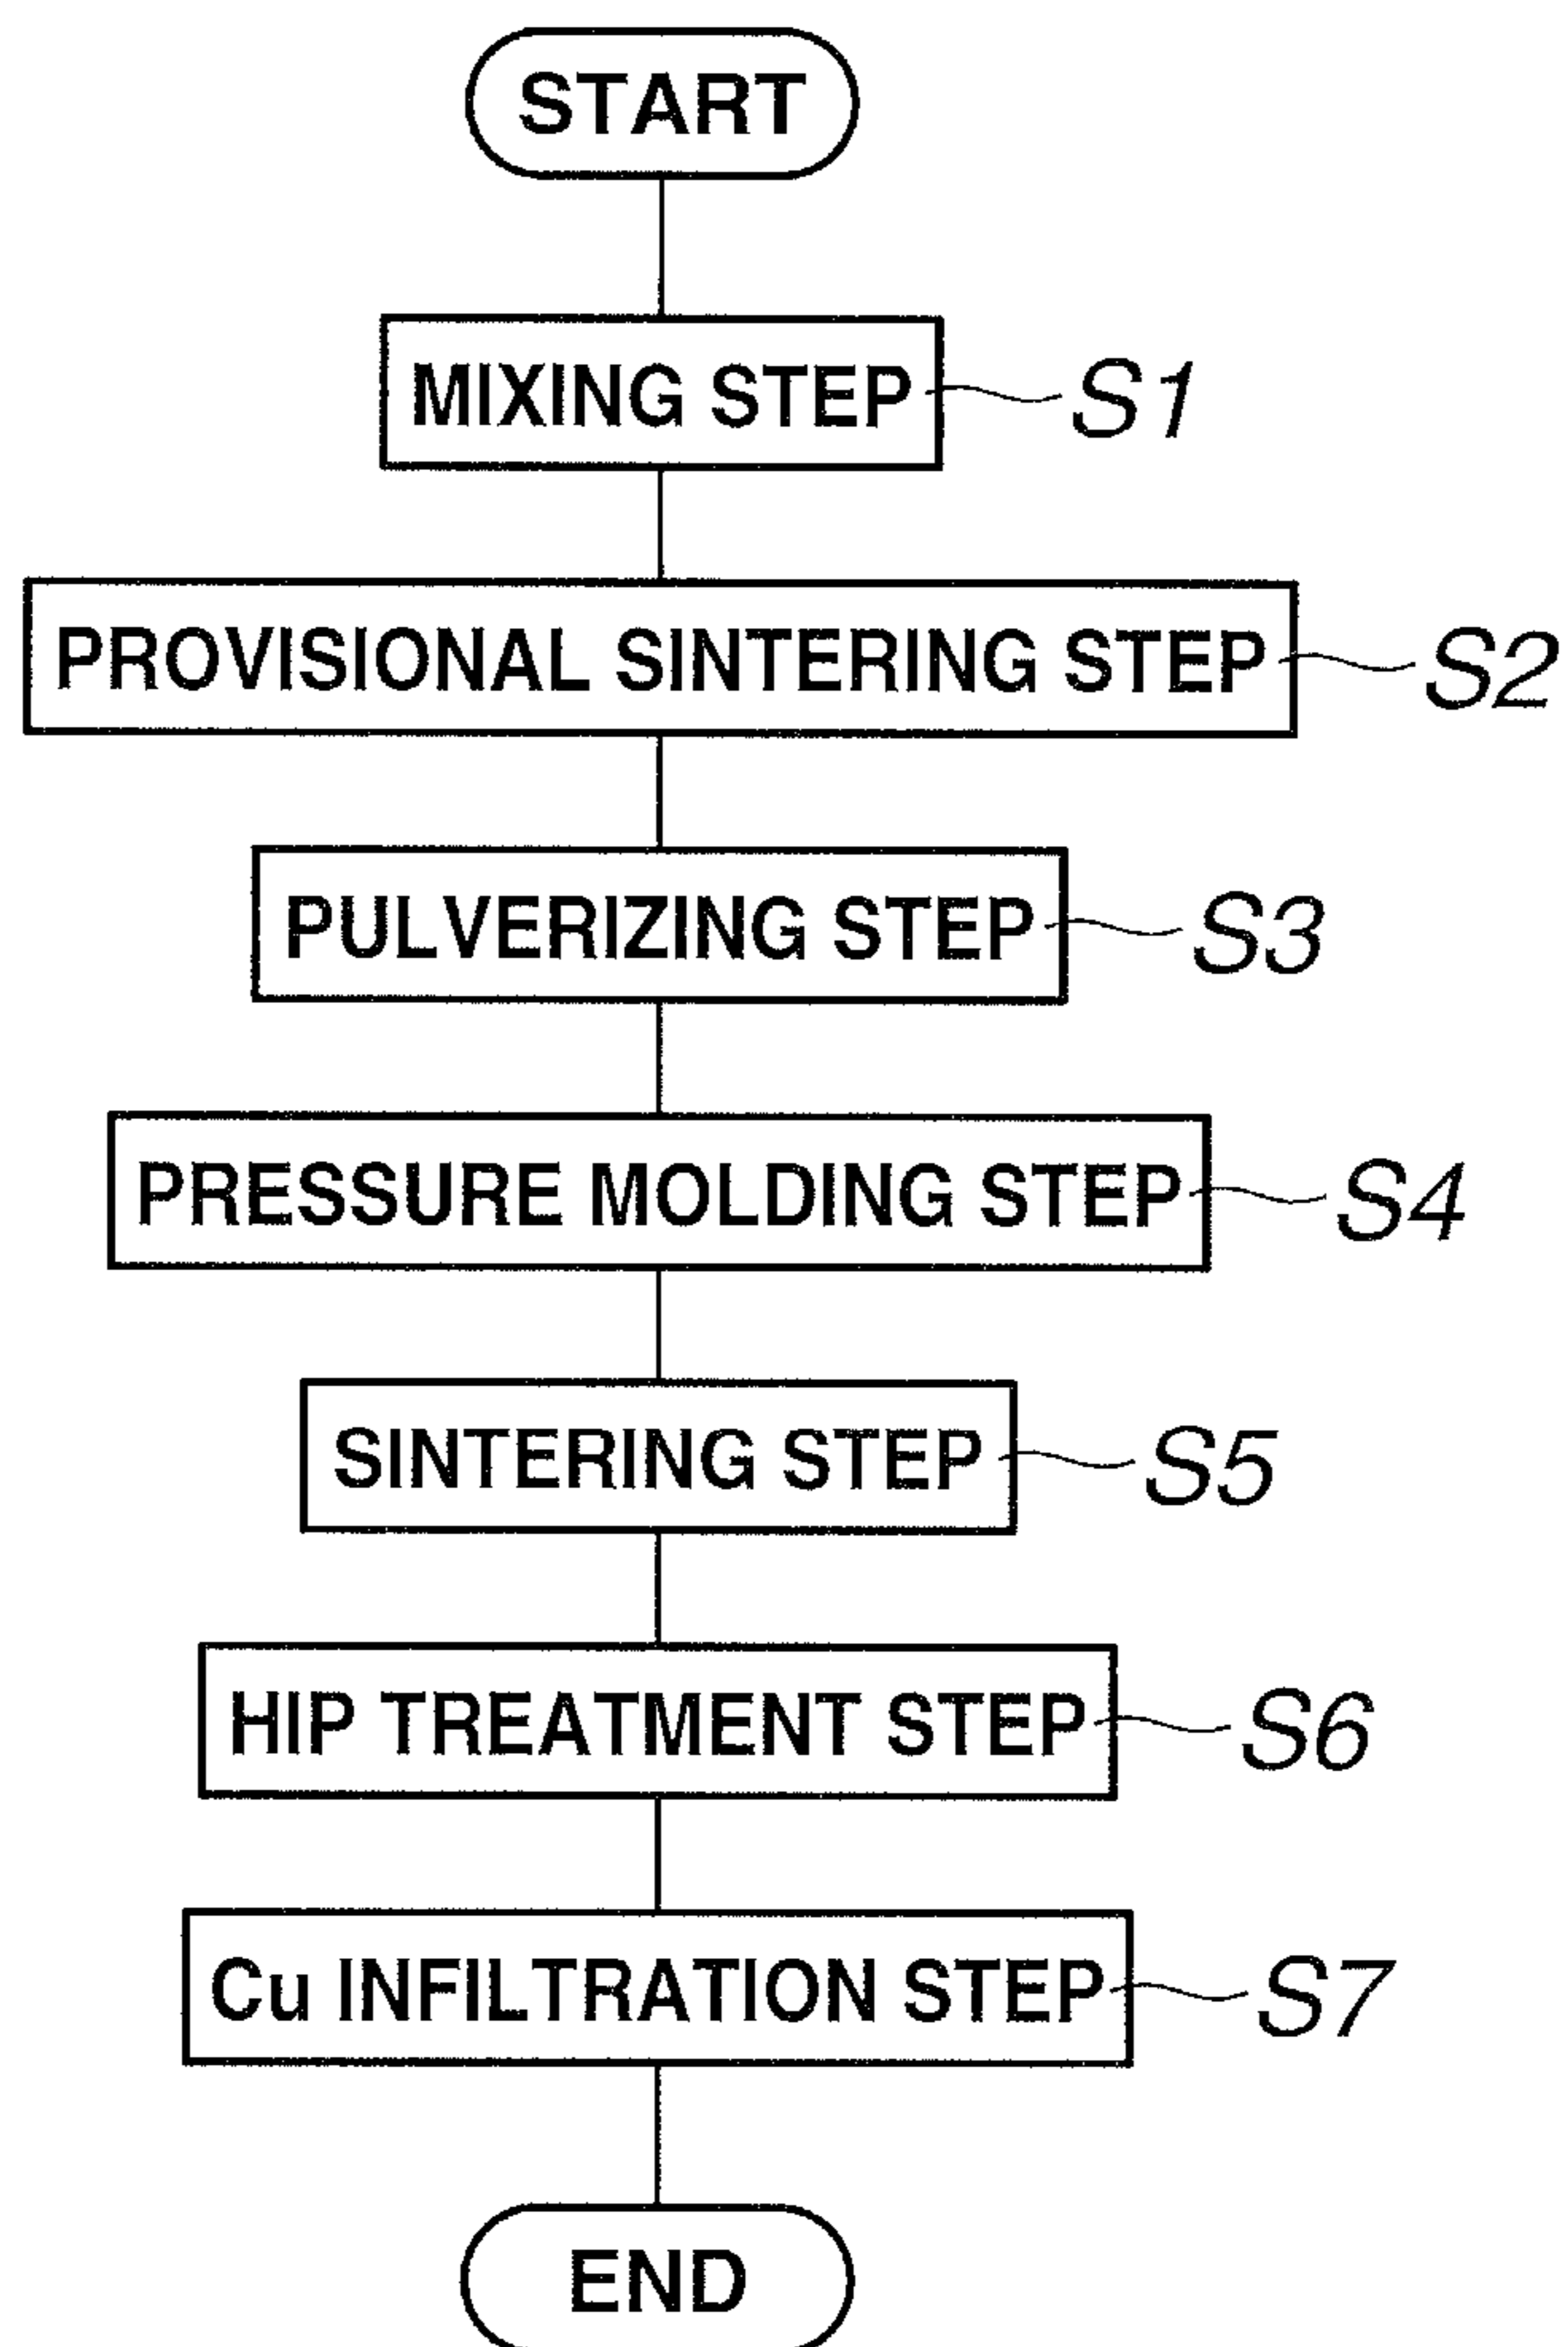 START
MIXING STEP S1
PROVISIONAL SINTERING STEP S2
PULVERIZING STEP S3
PRESSURE MOLDING STEP S4
SINTERING STEP S5
HIP TREATMENT STEP S6
Cu INFILTRATION STEP S7
END